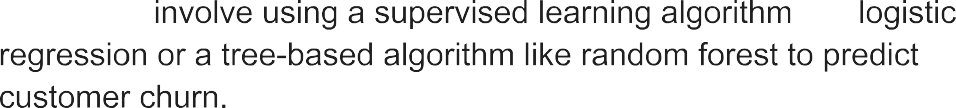 involve using a supervised learning algorithm logistic
regression or a tree-based algorithm like random forest to predict
customer churn.